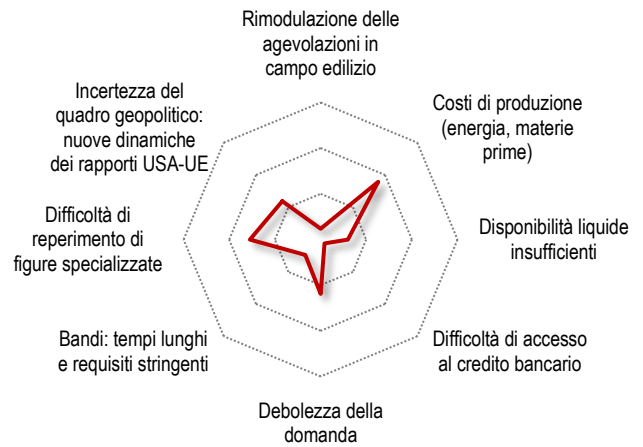 Rimodulazione delle
agevolazioni in
campo edilizio
Costi di produzione
(energia, materie
prime)
Disponibilità liquide
insufficienti
Difficoltà di accesso
al credito bancario
Debolezza della
domanda
Bandi: tempi lunghi
e requisiti stringenti
Difficoltà di
reperimento di
figure specializzate
Incertezza del
quadro geopolitico:
nuove dinamiche
dei rapporti USA-UE